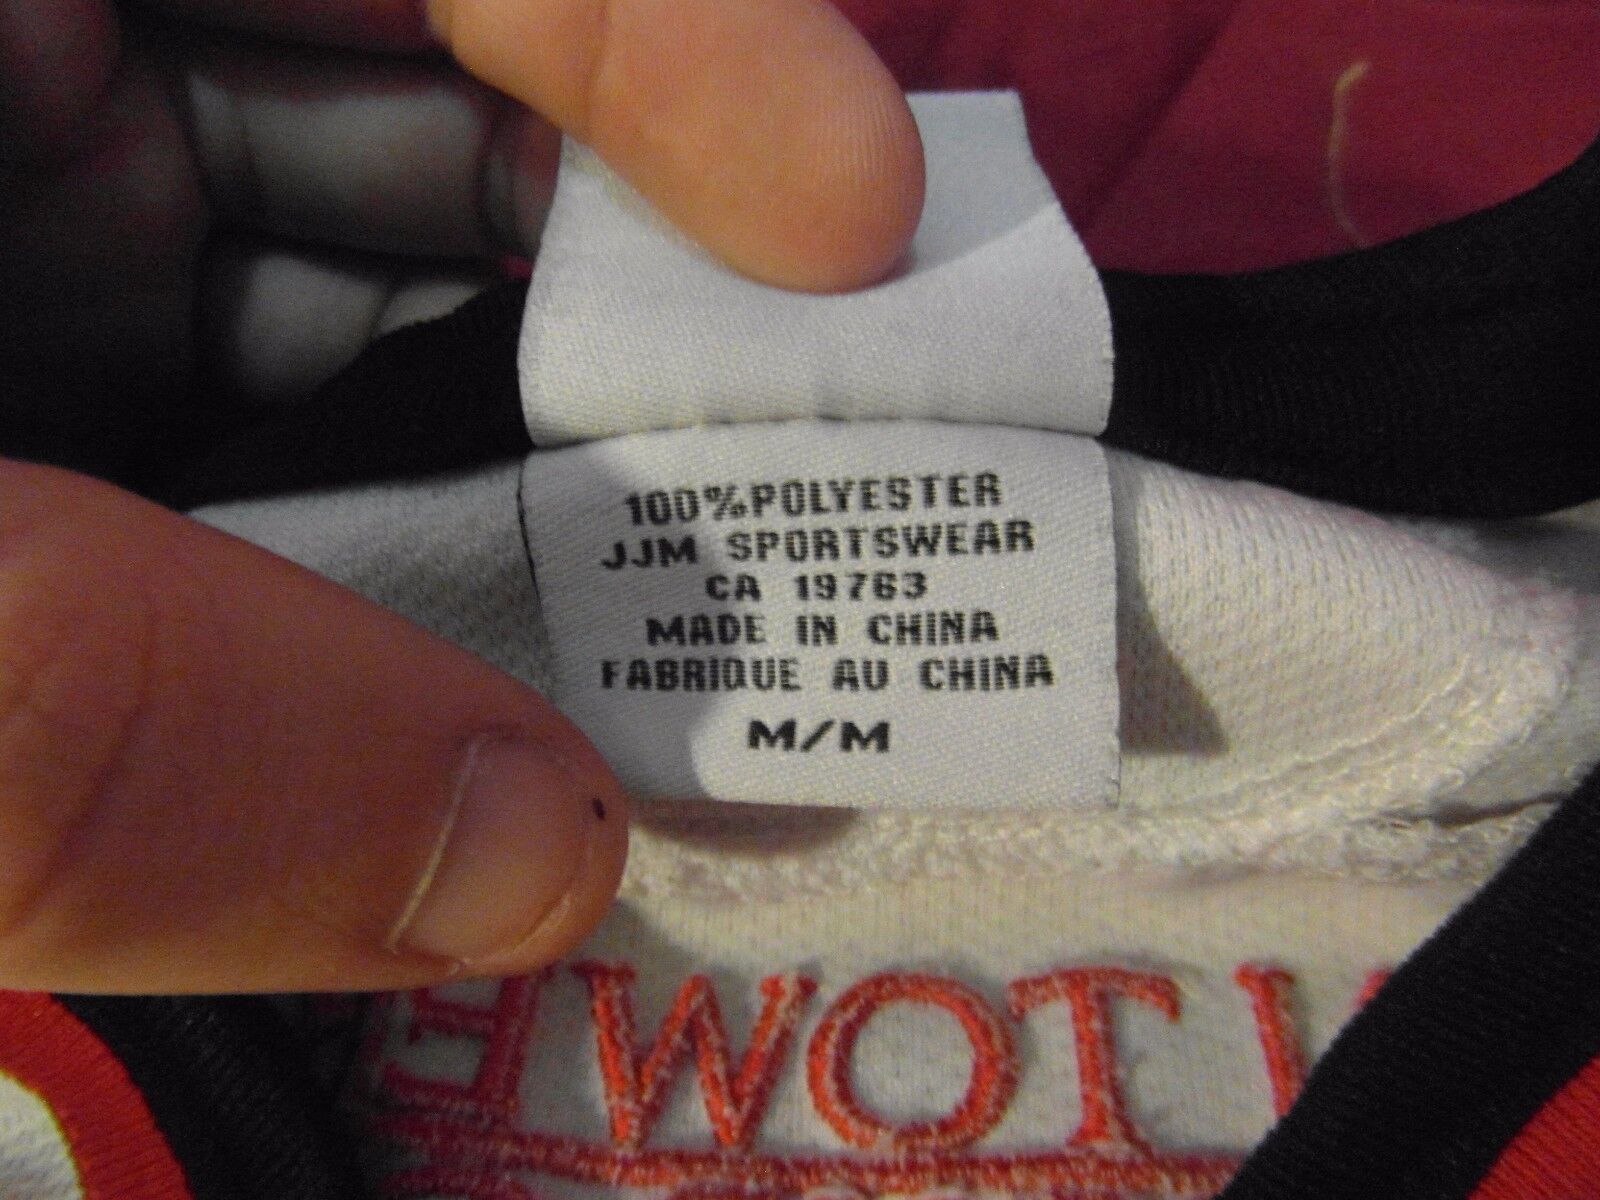 100%POLYESTER
JJM SPORTSWEAR
CA 19763
MADE IN CHINA
FABRIQUE AU CHINA
M/M